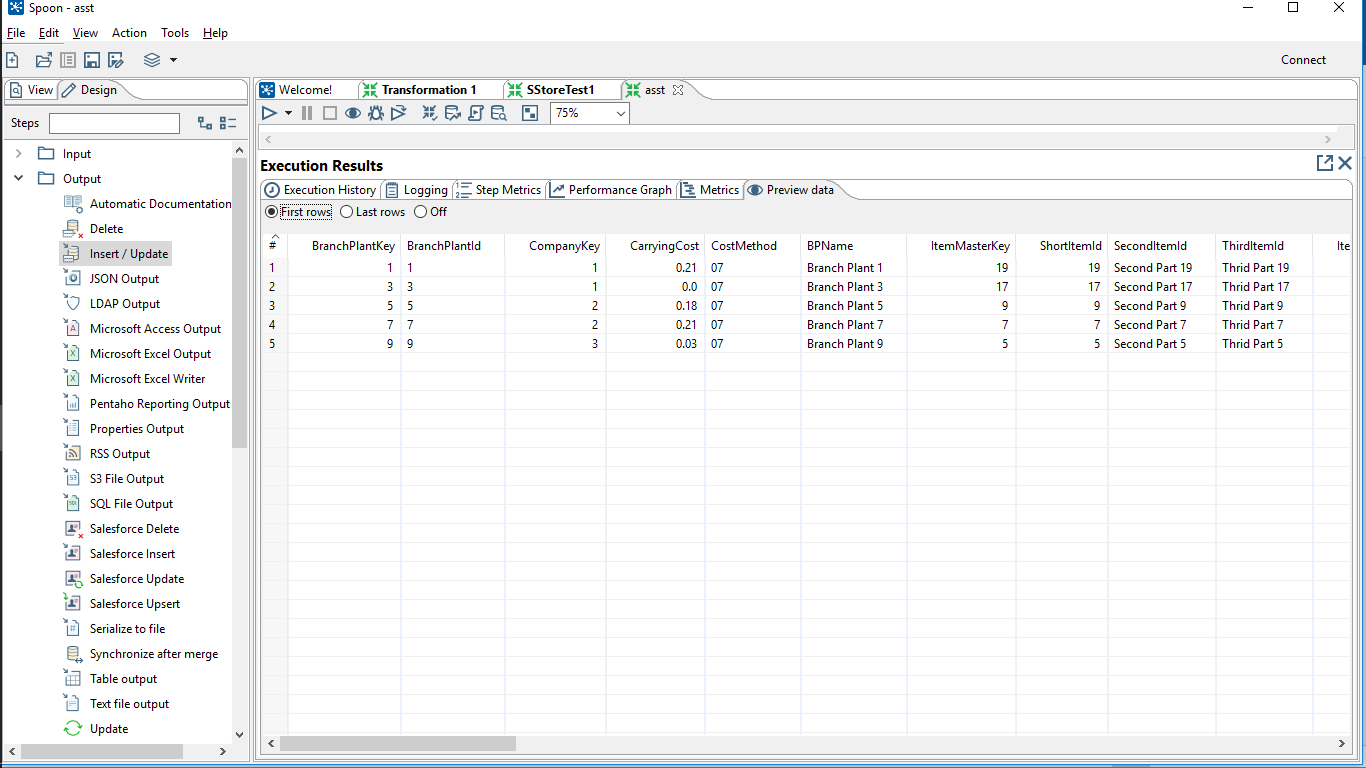 Spoon - asst
File Edit View Action Tools Help
Connect
View Design
Steps
Input
Output
Automatic Documentation
Delete
Insert / Update
JSON Output
LDAP Output
Microsoft Access Output
Microsoft Excel Output
Microsoft Excel Writer
Pentaho Reporting Output
Properties Output
RSS Output
S3 File Output
SQL File Output
Salesforce Delete
Salesforce Insert
Salesforce Update
Salesforce Upsert
Serialize to file
Synchronize after merge
Table output
Text file output
Update
Welcome! Transformation 1 SStoreTest1 asst
75%
Execution Results
Execution History Logging Step Metrics Performance Graph Metrics Preview data
First rows Last rows Off
# BranchPlantKey BranchPlantId CompanyKey CarryingCost CostMethod BPName ItemMasterKey ShortItemId SecondItemId ThirdItemId Ite
1 1 1 1 0.21 07 Branch Plant 1 19 19 Second Part 19 Thrid Part 19
2 3 3 1 0.0 07 Branch Plant 3 17 17 Second Part 17 Thrid Part 17
3 5 5 2 0.18 07 Branch Plant 5 9 9 Second Part 9 Thrid Part 9
4 7 7 2 0.21 07 Branch Plant 7 7 7 Second Part 7 Thrid Part 7
5 9 9 3 0.03 07 Branch Plant 9 5 5 Second Part 5 Thrid Part 5